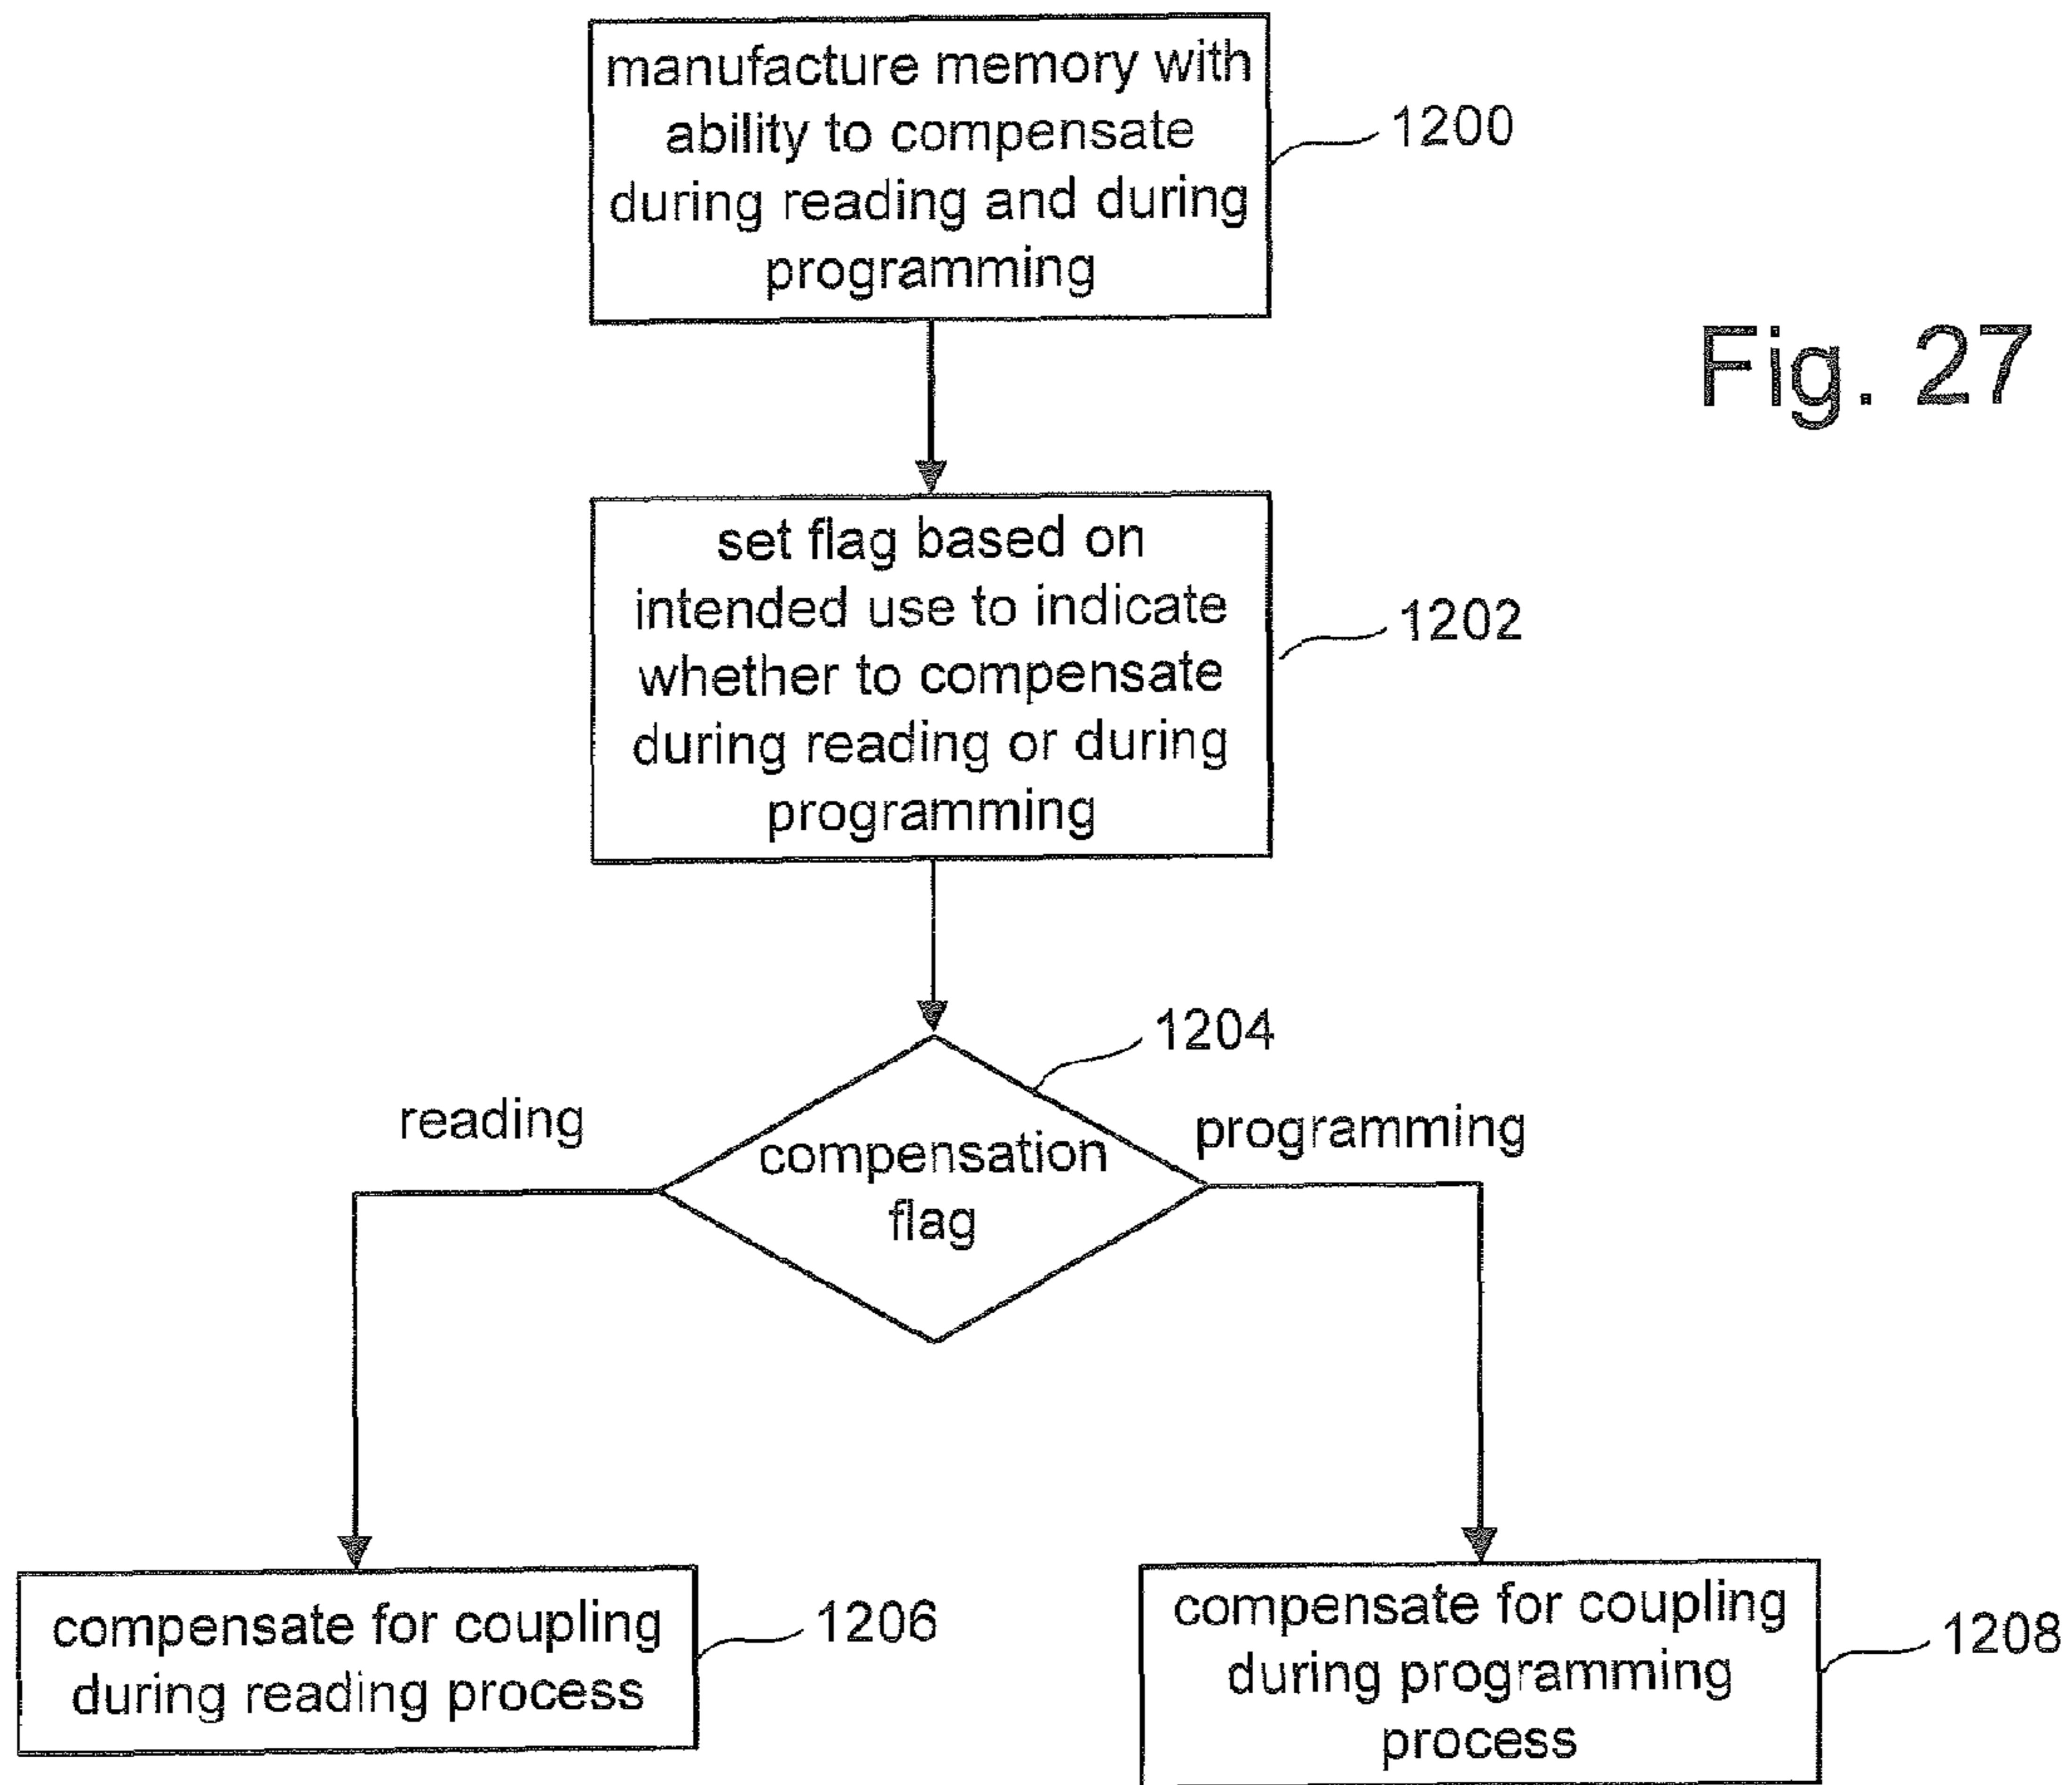 manufacture memory with
ability to compensate
during reading and during
programming
1200
Fig. 27
set flag based on
intended use to indicate
whether to compensate
during reading or during
programming
1202
1204
reading
programming
compensation
flag
compensate for coupling
during reading process
1206
compensate for coupling
during programming
process
1208